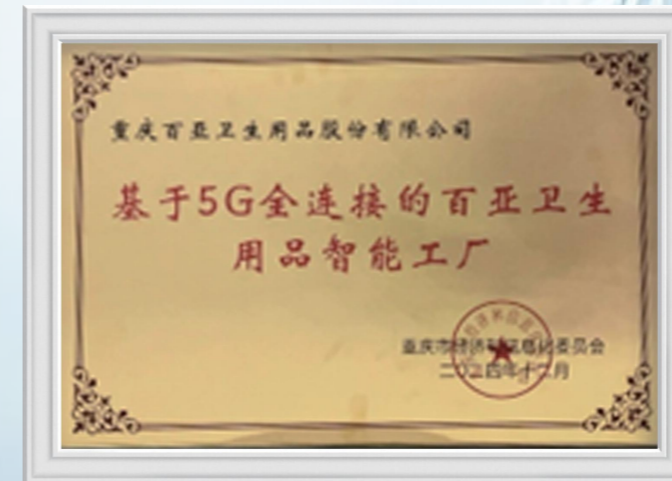 重庆百亚卫生用品股份有限公司
基于5G全连接的百亚卫生
用品智能工厂
重庆市经济和信息化委员会
二〇二四年十二月